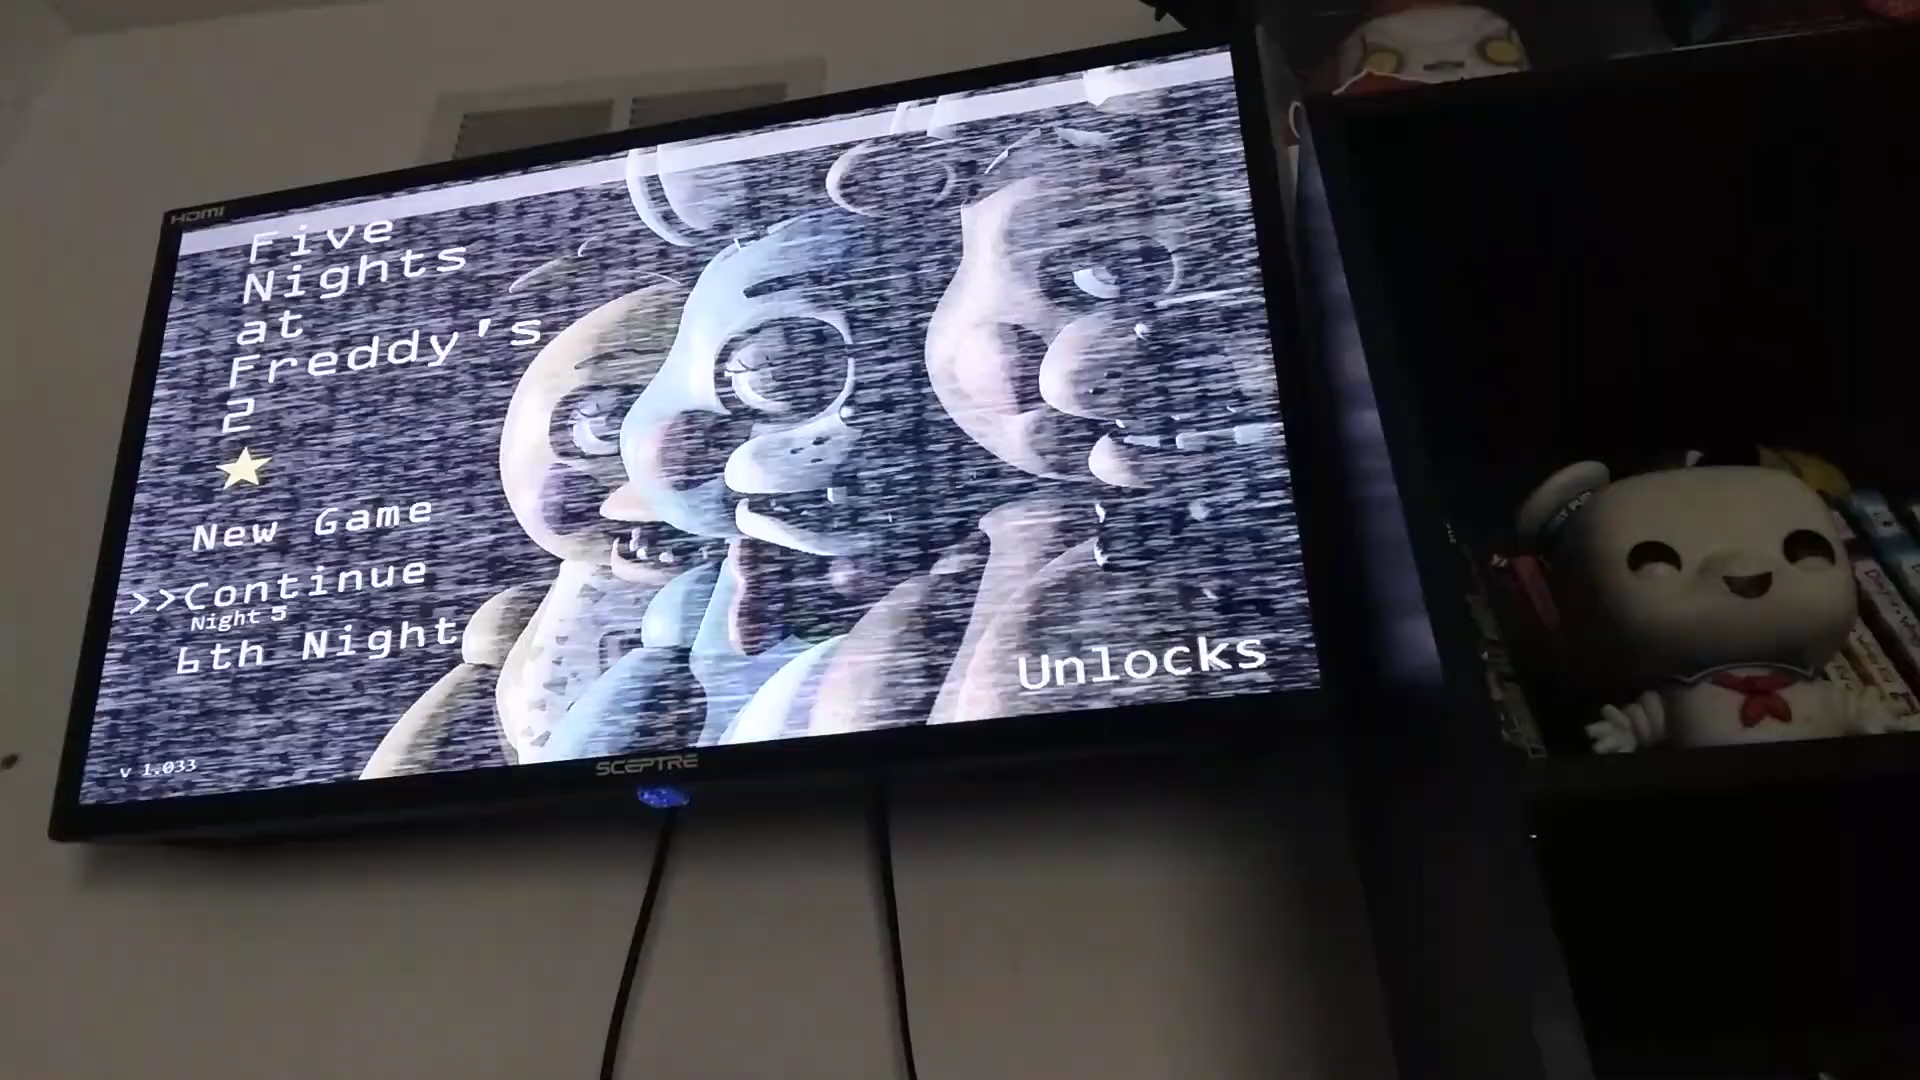 HDMI
Five
Nights
at
Freddy's
2
New Game
>>Continue
Night 5
6th Night
Unlocks
v 1.033
SCEPTRE